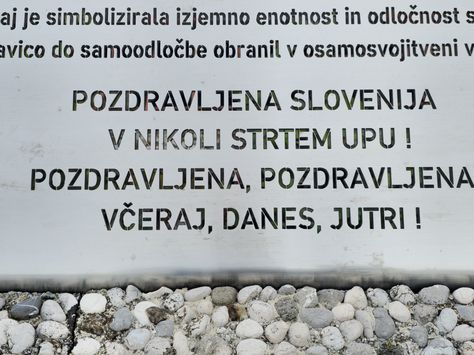 aj je simbolizirala izjemno enotnost in odločnost s
avico do samoodločbe obranil v osamosvojitveni v
POZDRAVLJENA SLOVENIJA
V NIKOLI STRTEM UPU !
POZDRAVLJENA, POZDRAVLJENA
VČERAJ, DANES, JUTRI !